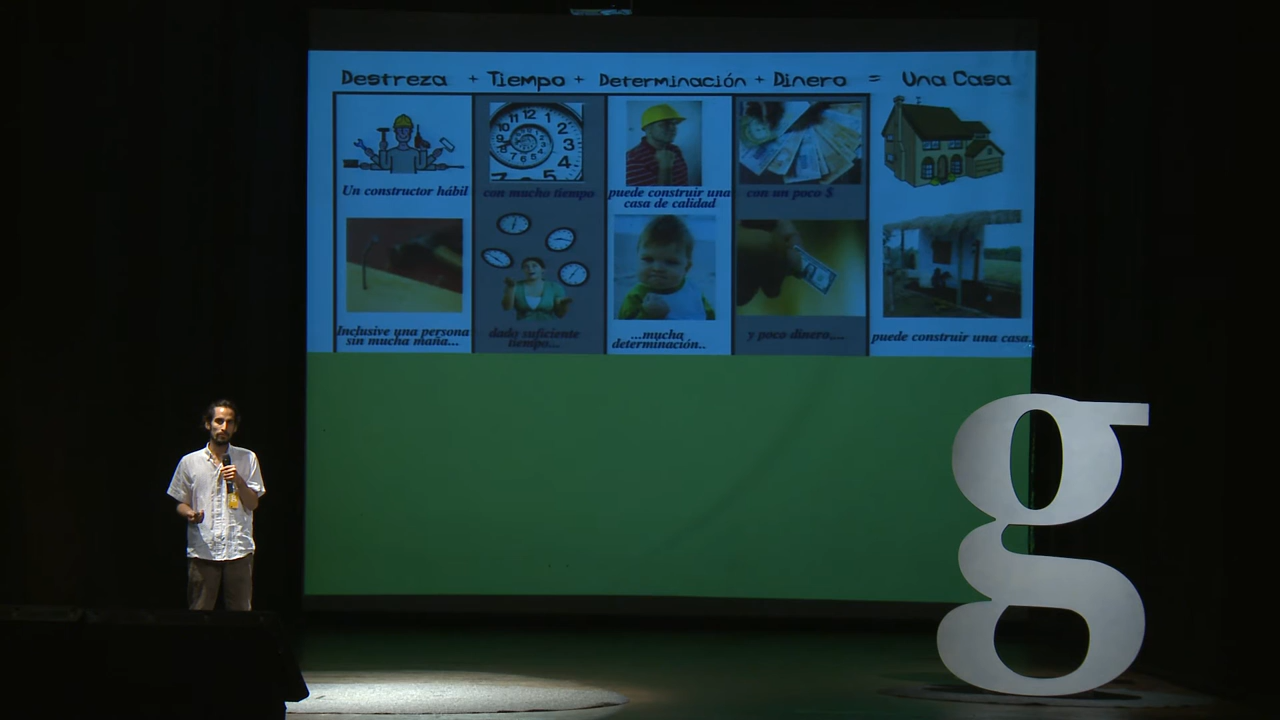 Destreza + Tiempo + Determinación + Dinero = Una Casa
Un constructor hábil
con mucho tiempo
puede construir una
casa de calidad
con un poco $
Inclusive una persona
sin mucha maña...
dado suficiente
tiempo...
...mucha
determinación..
y poco dinero,...
puede construir una casa.
g